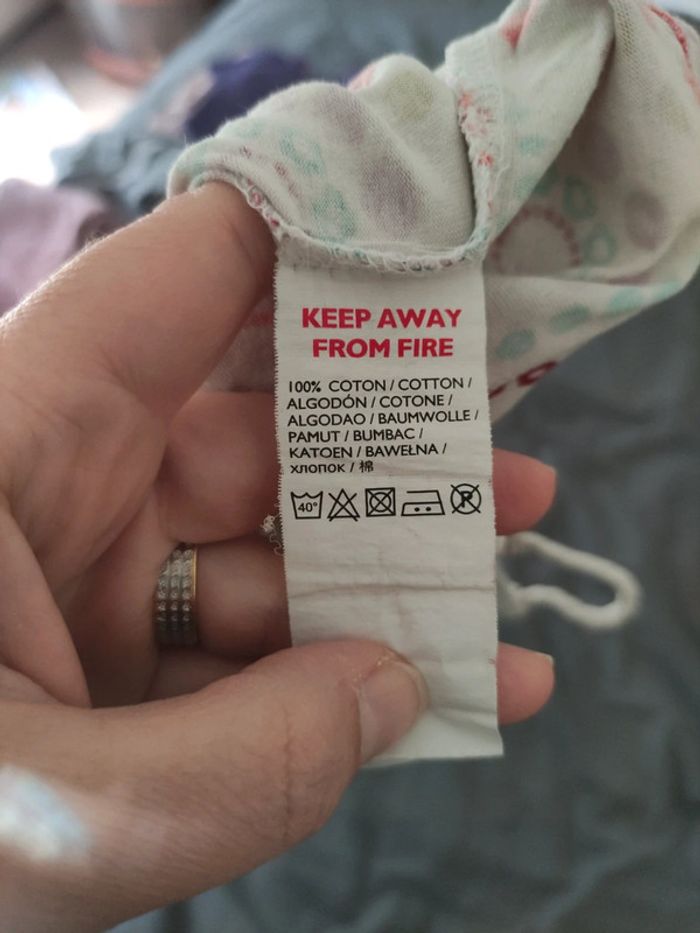 KEEP AWAY
FROM FIRE
100% COTON / COTTON /
ALGODÓN / COTONE /
ALGODAO / BAUMWOLLE /
PAMUT / BUMBAC /
KATOEN / BAWEŁNA /
хлопок / 棉
40°
P